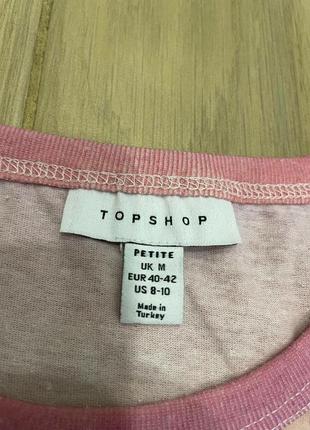 TOPSHOP
PETITE
UK M
EUR 40-42
US 8-10
Made in
Turkey